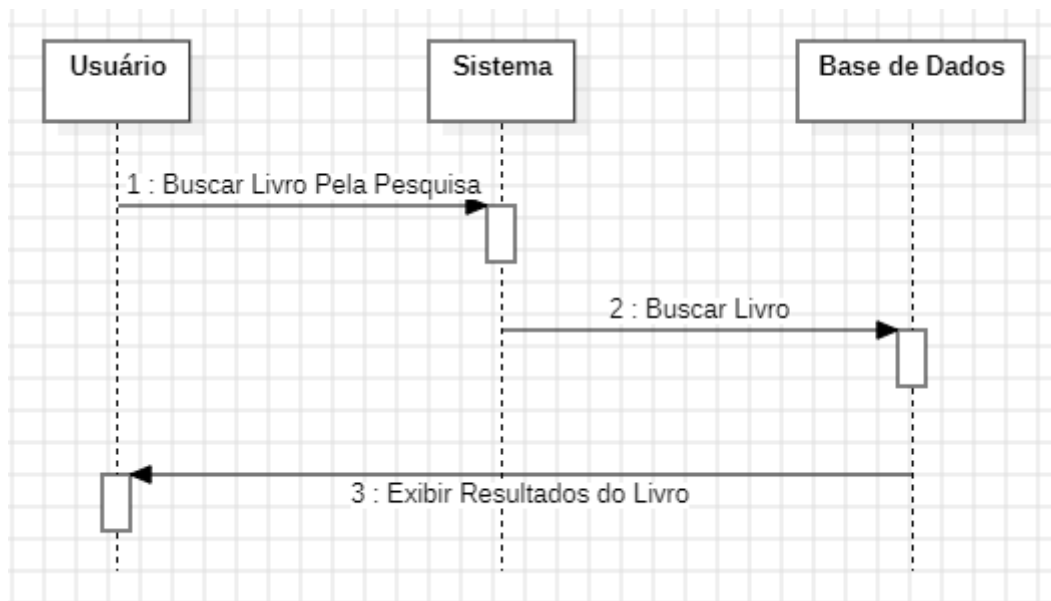 Usuário
Sistema
Base de Dados
1 : Buscar Livro Pela Pesquisa
2 : Buscar Livro
3 : Exibir Resultados do Livro